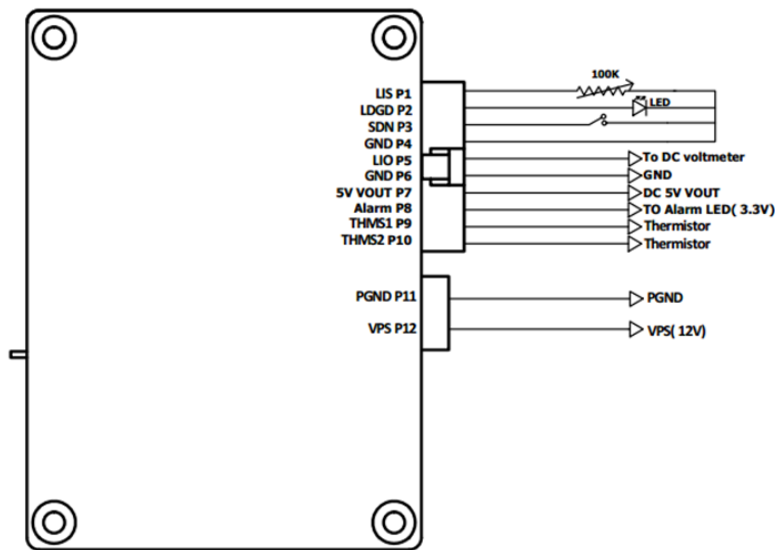 100K
LIS P1
LDGD P2
LED
SDN P3
GND P4
LIO P5
To DC voltmeter
GND P6
GND
5V VOUT P7
DC 5V VOUT
Alarm P8
TO Alarm LED( 3.3V)
THMS1 P9
Thermistor
THMS2 P10
Thermistor
PGND P11
PGND
VPS P12
VPS( 12V)